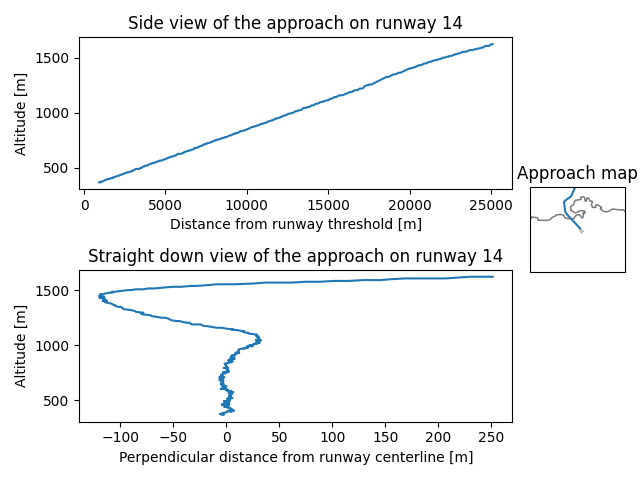 Side view of the approach on runway 14
1500
1000
500
Altitude [m]
0 5000 10000 15000 20000 25000
Distance from runway threshold [m]
Approach map
Straight down view of the approach on runway 14
1500
1000
500
Altitude [m]
−100 −50 0 50 100 150 200 250
Perpendicular distance from runway centerline [m]